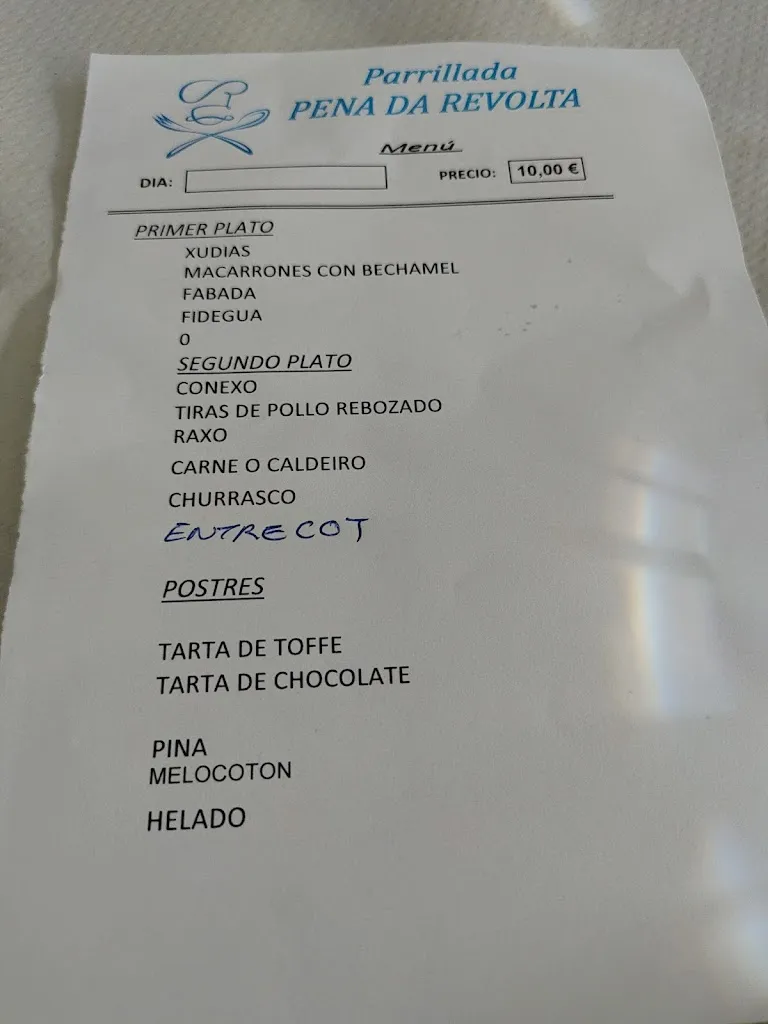 Parrillada
PENA DA REVOLTA
Menú
DIA:
PRECIO: 10,00 €
PRIMER PLATO
XUDIAS
MACARRONES CON BECHAMEL
FABADA
FIDEGUA
0
SEGUNDO PLATO
CONEXO
TIRAS DE POLLO REBOZADO
RAXO
CARNE O CALDEIRO
CHURRASCO
ENTRECOT
POSTRES
TARTA DE TOFFE
TARTA DE CHOCOLATE
PINA
MELOCOTON
HELADO